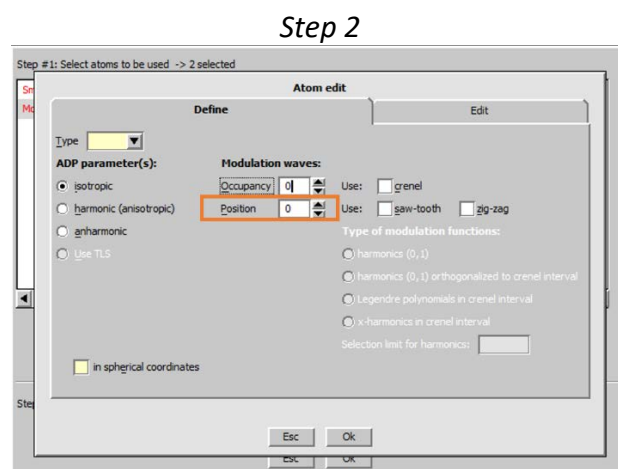 Step 2
Step #1: Select atoms to be used -> 2 selected
Atom edit
Define Edit
Type
ADP parameter(s): Modulation waves:
isotropic Occupancy 0 Use: crenel
harmonic (anisotropic) Position 0 Use: saw-tooth zig-zag
anharmonic Type of modulation functions:
Use TLS harmonics (0,1)
harmonics (0,1) orthogonalized to crenel interval
Legendre polynomials in crenel interval
x-harmonics in crenel interval
Selection limit for harmonics:
in spherical coordinates
Esc Ok
Esc Ok